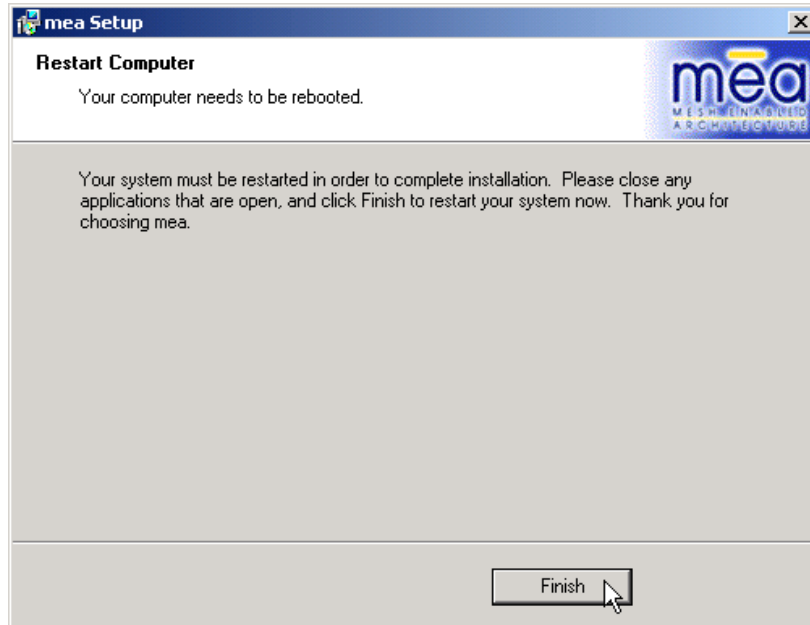 mea Setup
Restart Computer
Your computer needs to be rebooted.
mēa
MESH ENABLED
ARCHITECTURE
Your system must be restarted in order to complete installation.  Please close any
applications that are open, and click Finish to restart your system now.  Thank you for
choosing mea.
Finish